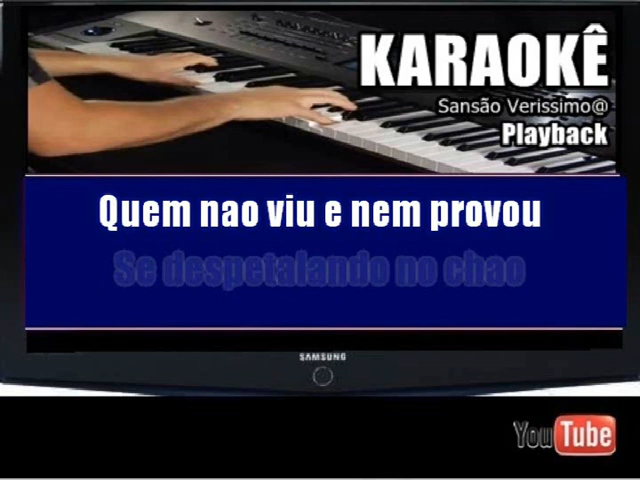 KARAOKÊ
Sansão Verissimo@
Playback
Quem nao viu e nem provou
Se despetalando no chao
SAMSUNG
YouTube